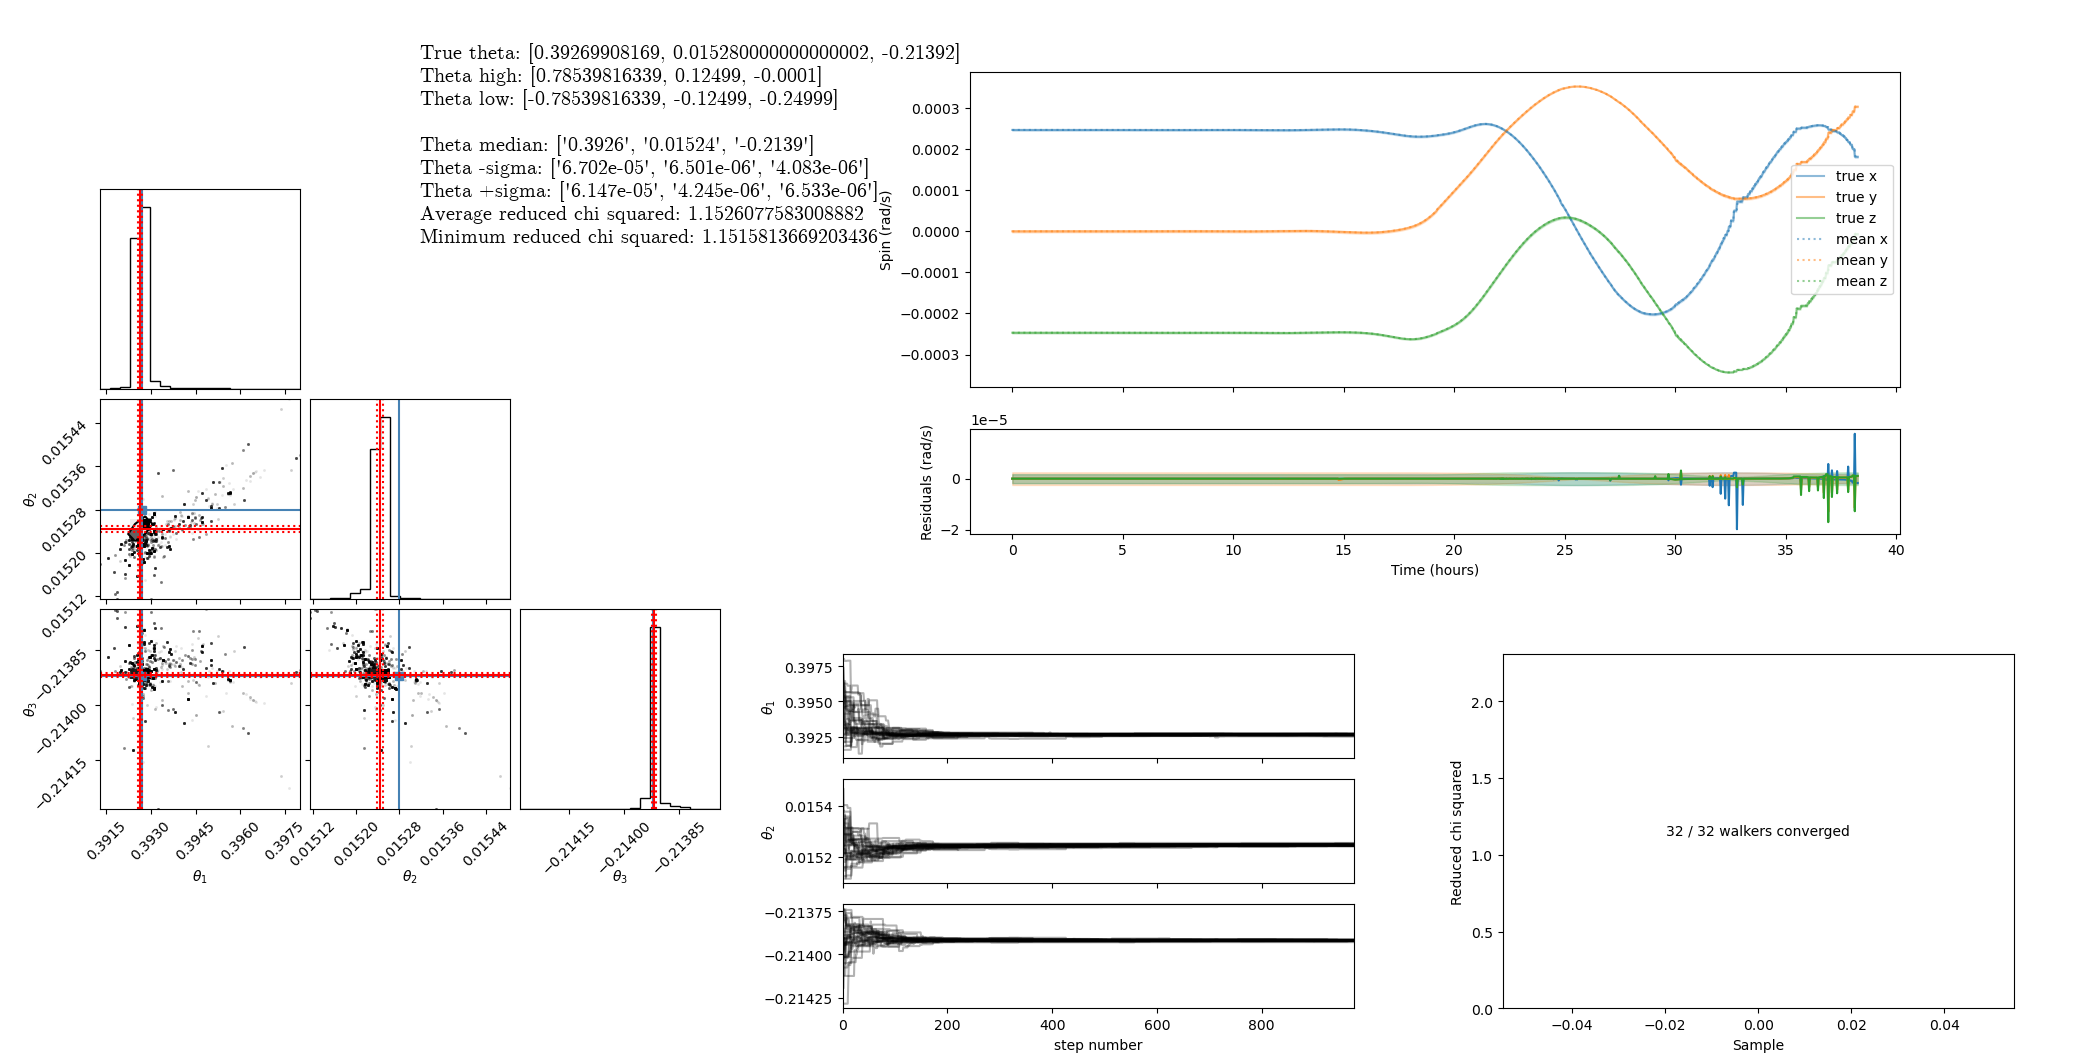 True theta: [0.39269908169, 0.015280000000000002, -0.21392]
Theta high: [0.78539816339, 0.12499, -0.0001]
Theta low: [-0.78539816339, -0.12499, -0.24999]
Theta median: ['0.3926', '0.01524', '-0.2139']
Theta -sigma: ['6.702e-05', '6.501e-06', '4.083e-06']
Theta +sigma: ['6.147e-05', '4.245e-06', '6.533e-06']
Average reduced chi squared: 1.1526077583008882
Minimum reduced chi squared: 1.1515813669203436
0.0003
0.0002
0.0001
0.0000
−0.0001
−0.0002
−0.0003
Spin (rad/s)
true x
true y
true z
mean x
mean y
mean z
1e−5
0
−2
Residuals (rad/s)
0 5 10 15 20 25 30 35 40
Time (hours)
0.01544
0.01536
0.01528
0.01520
0.01512
θ2
−0.21385
−0.21400
−0.21415
θ3
0.3915 0.3930 0.3945 0.3960 0.3975
θ1
0.01512 0.01520 0.01528 0.01536 0.01544
θ2
−0.21415 −0.21400 −0.21385
θ3
0.3975
0.3950
0.3925
θ1
0.0154
0.0152
θ2
−0.21375
−0.21400
−0.21425
0 200 400 600 800
step number
2.0
1.5
1.0
0.5
0.0
Reduced chi squared
32 / 32 walkers converged
−0.04 −0.02 0.00 0.02 0.04
Sample